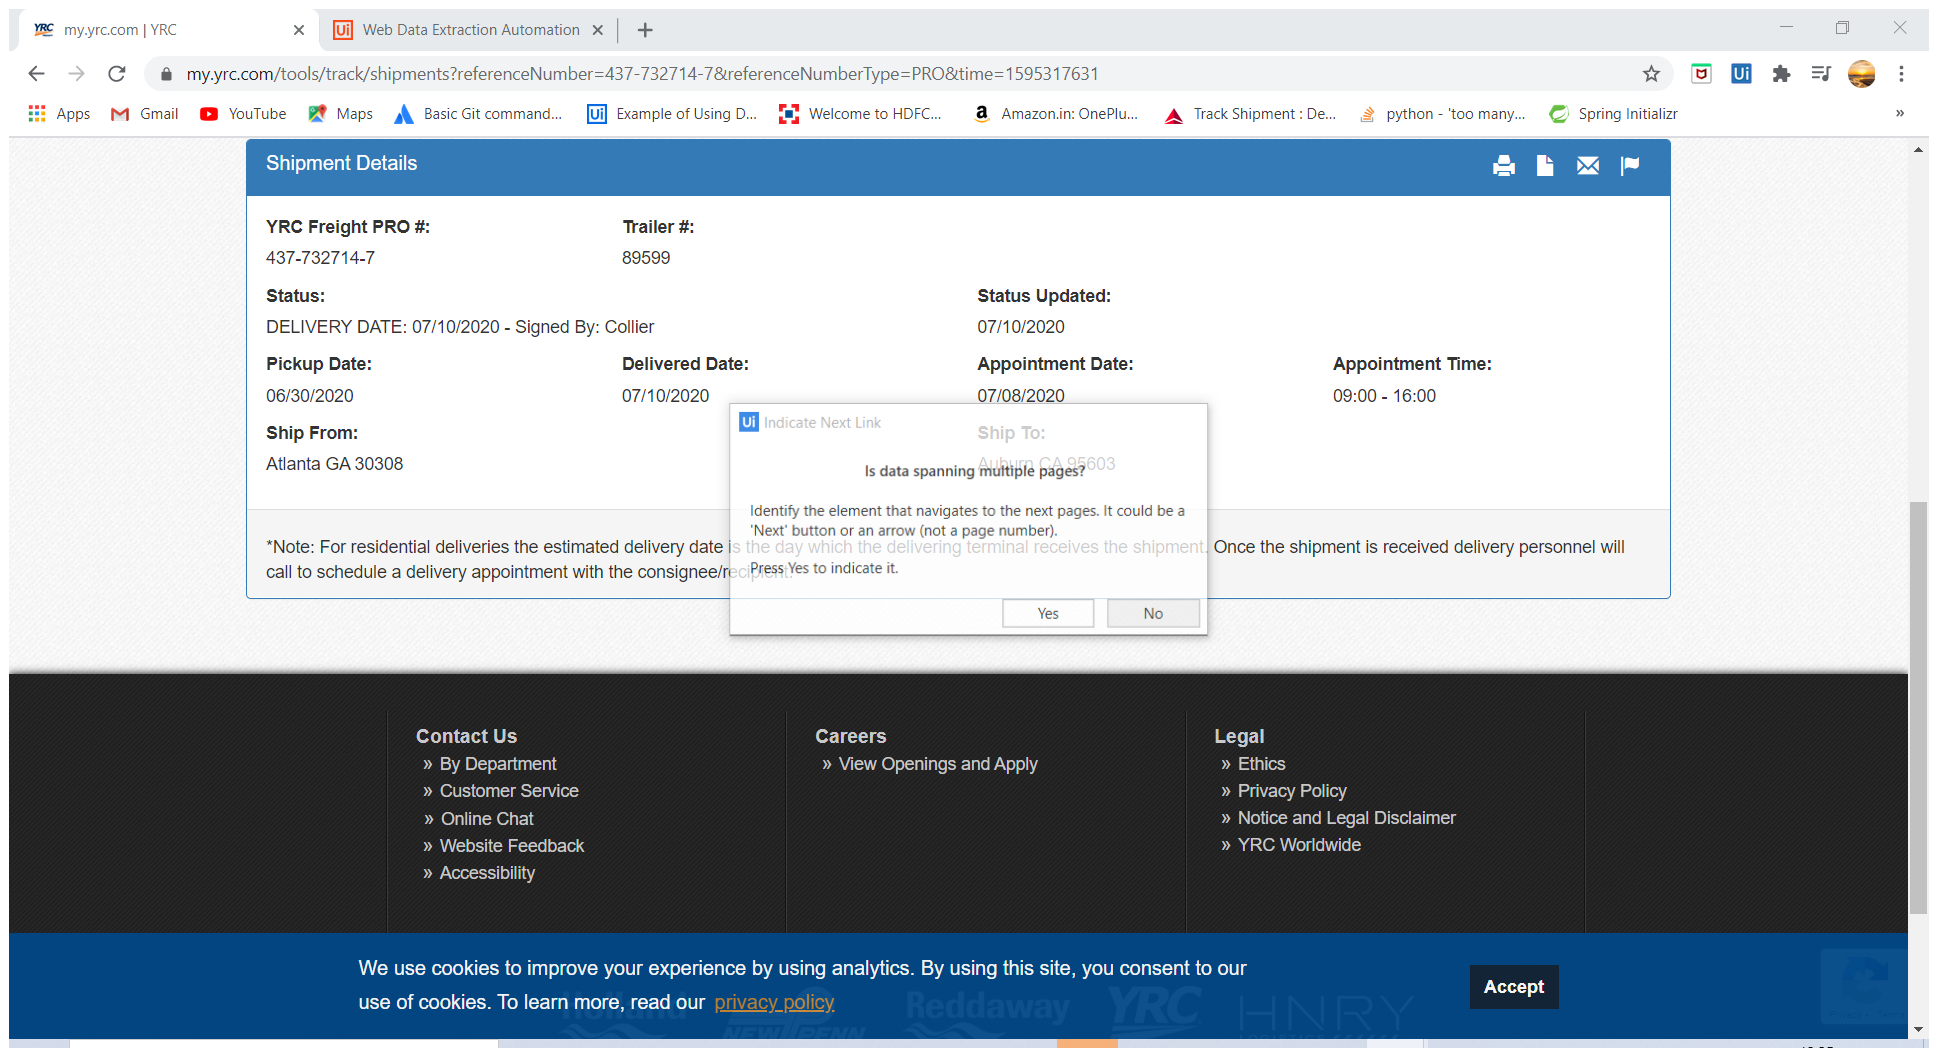 YRC my.yrc.com | YRC
Ui Web Data Extraction Automation
my.yrc.com/tools/track/shipments?referenceNumber=437-732714-7&referenceNumberType=PRO&time=1595317631
Ui
Apps Gmail YouTube Maps Basic Git command... Ui Example of Using D... Welcome to HDFC... a Amazon.in: OnePlu... Track Shipment : De... python - 'too many... Spring Initializr »
Shipment Details
YRC Freight PRO #: Trailer #:
437-732714-7 89599
Status: Status Updated:
DELIVERY DATE: 07/10/2020 - Signed By: Collier 07/10/2020
Pickup Date: Delivered Date: Appointment Date: Appointment Time:
06/30/2020 07/10/2020 07/08/2020 09:00 - 16:00
Ship From: Ship To:
Atlanta GA 30308 Auburn CA 95603
*Note: For residential deliveries the estimated delivery date is the day which the delivering terminal receives the shipment. Once the shipment is received delivery personnel will
call to schedule a delivery appointment with the consignee/recipient.
Ui Indicate Next Link
Is data spanning multiple pages?
Identify the element that navigates to the next pages. It could be a
'Next' button or an arrow (not a page number).
Press Yes to indicate it.
Yes No
Contact Us
» By Department
» Customer Service
» Online Chat
» Website Feedback
» Accessibility
Careers
» View Openings and Apply
Legal
» Ethics
» Privacy Policy
» Notice and Legal Disclaimer
» YRC Worldwide
We use cookies to improve your experience by using analytics. By using this site, you consent to our
use of cookies. To learn more, read our privacy policy
Accept
Holland NEW PENN Reddaway YRC HNRY